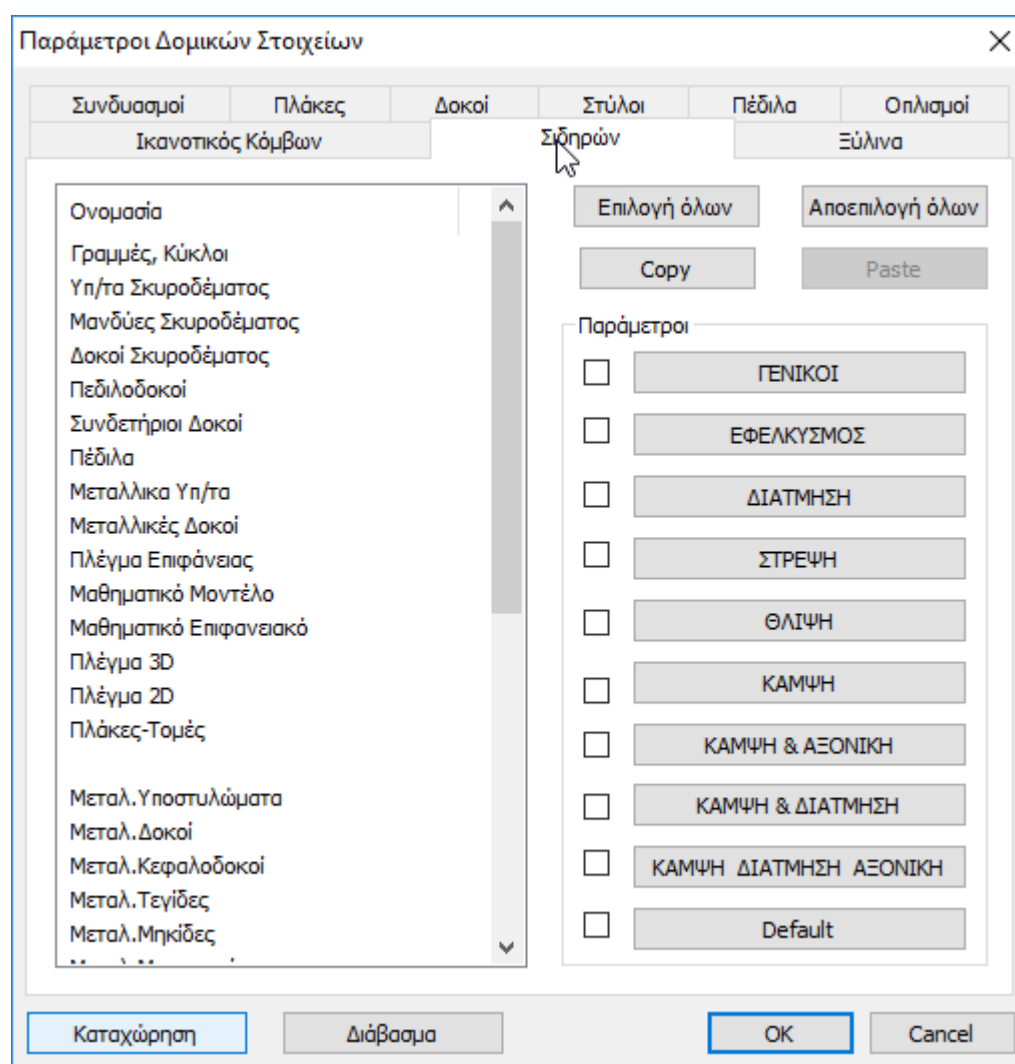 Παράμετροι Δομικών Στοιχείων
Συνδυασμοί Πλάκες Δοκοί Στύλοι Πέδιλα Οπλισμοί
Ικανοτικός Κόμβων Σιδηρών Ξύλινα
Ονομασία
Γραμμές, Κύκλοι
Υπ/τα Σκυροδέματος
Μανδύες Σκυροδέματος
Δοκοί Σκυροδέματος
Πεδιλοδοκοί
Συνδετήριοι Δοκοί
Πέδιλα
Μεταλλικα Υπ/τα
Μεταλλικές Δοκοί
Πλέγμα Επιφάνειας
Μαθηματικό Μοντέλο
Μαθηματικό Επιφανειακό
Πλέγμα 3D
Πλέγμα 2D
Πλάκες-Τομές
Μεταλ.Υποστυλώματα
Μεταλ.Δοκοί
Μεταλ.Κεφαλοδοκοί
Μεταλ.Τεγίδες
Μεταλ.Μηκίδες
Επιλογή όλων Αποεπιλογή όλων
Copy Paste
Παράμετροι
ΓΕΝΙΚΟΙ
ΕΦΕΛΚΥΣΜΟΣ
ΔΙΑΤΜΗΣΗ
ΣΤΡΕΨΗ
ΘΛΙΨΗ
ΚΑΜΨΗ
ΚΑΜΨΗ & ΑΞΟΝΙΚΗ
ΚΑΜΨΗ & ΔΙΑΤΜΗΣΗ
ΚΑΜΨΗ ΔΙΑΤΜΗΣΗ ΑΞΟΝΙΚΗ
Default
Καταχώρηση Διάβασμα OK Cancel